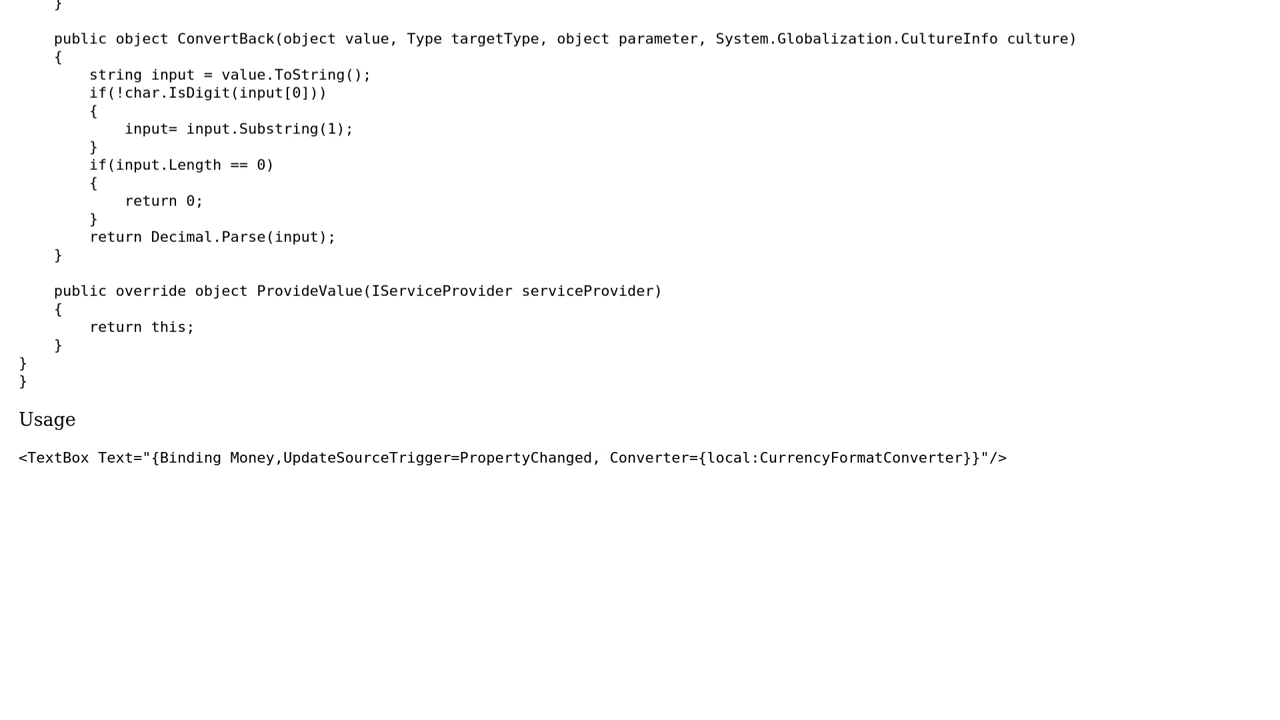 }

    public object ConvertBack(object value, Type targetType, object parameter, System.Globalization.CultureInfo culture)
    {
        string input = value.ToString();
        if(!char.IsDigit(input[0]))
        {
            input= input.Substring(1);
        }
        if(input.Length == 0)
        {
            return 0;
        }
        return Decimal.Parse(input);
    }

    public override object ProvideValue(IServiceProvider serviceProvider)
    {
        return this;
    }
}
}
Usage
<TextBox Text="{Binding Money,UpdateSourceTrigger=PropertyChanged, Converter={local:CurrencyFormatConverter}}"/>